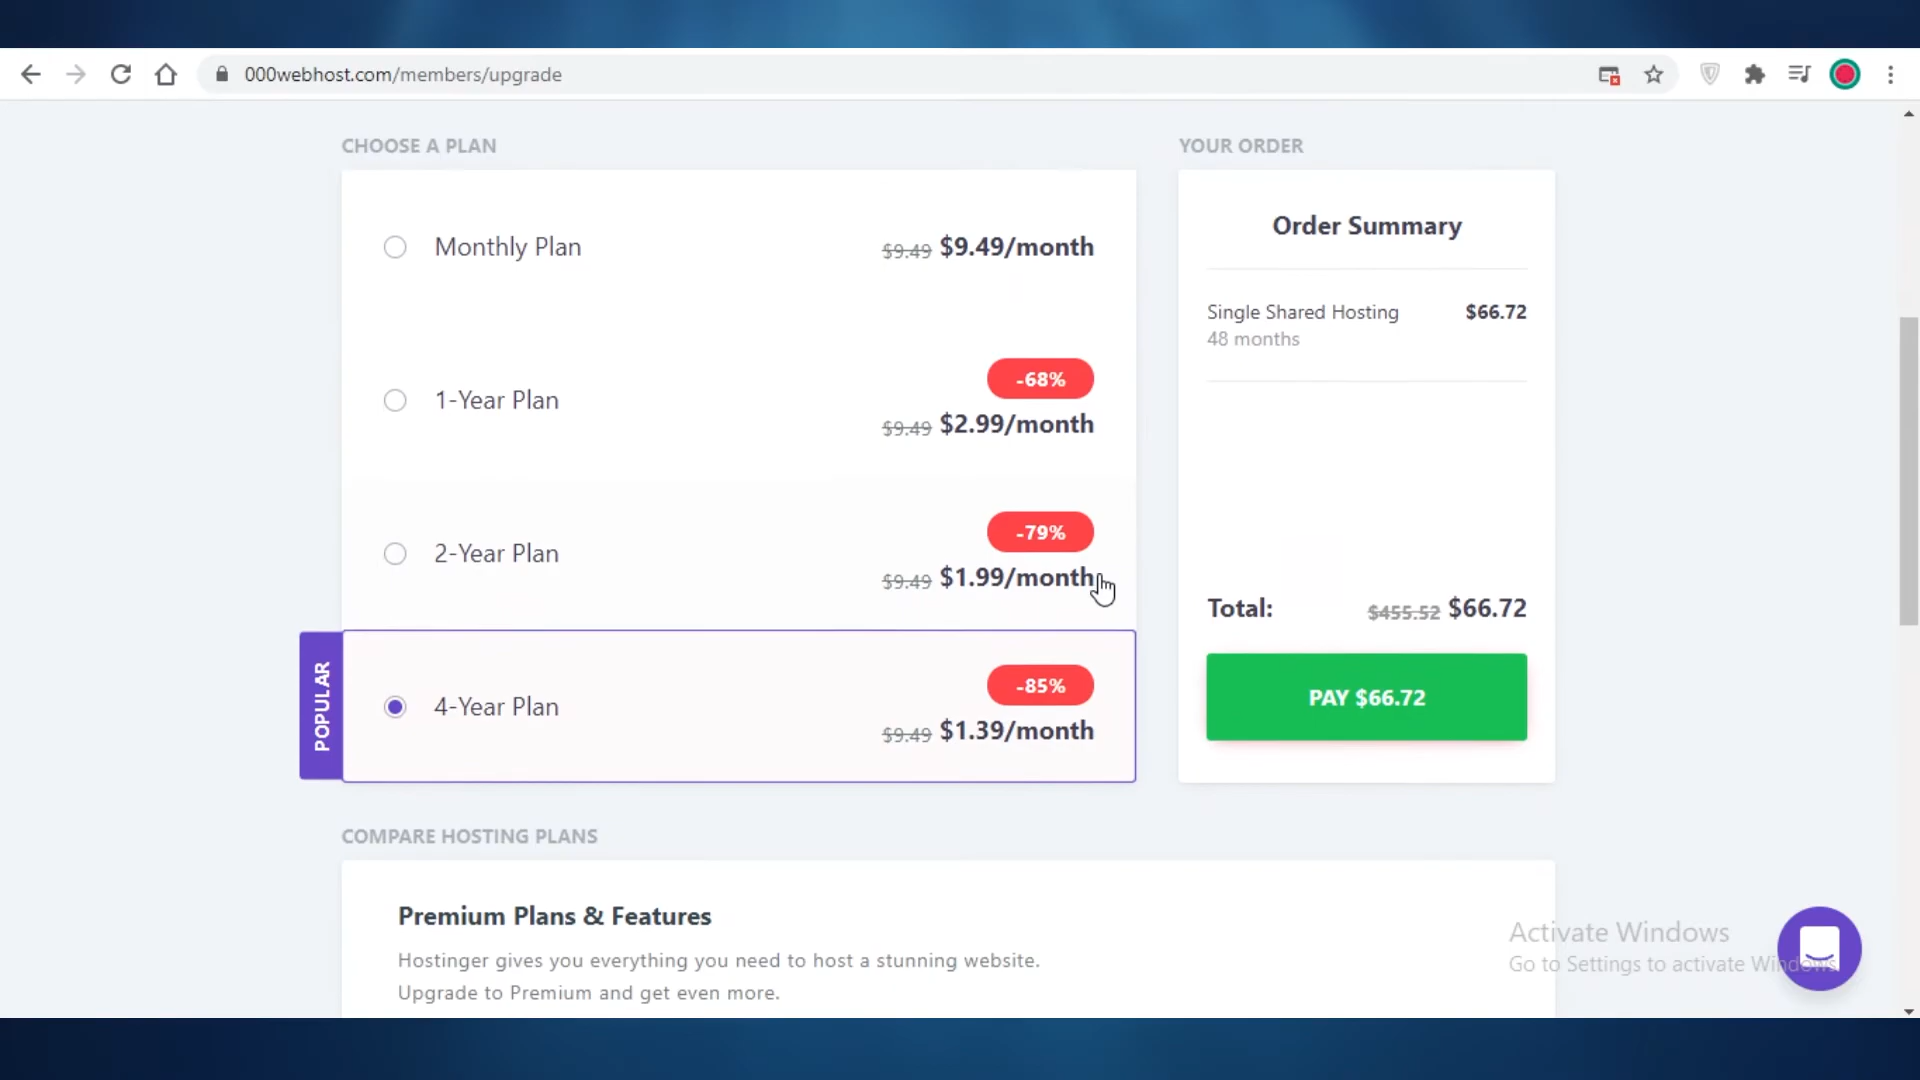 000webhost.com/members/upgrade
CHOOSE A PLAN
Monthly Plan
$9.49 $9.49/month
1-Year Plan
-68%
$9.49 $2.99/month
2-Year Plan
-79%
$9.49 $1.99/month
POPULAR
4-Year Plan
-85%
$9.49 $1.39/month
YOUR ORDER
Order Summary
Single Shared Hosting $66.72
48 months
Total: $455.52 $66.72
PAY $66.72
COMPARE HOSTING PLANS
Premium Plans & Features
Hostinger gives you everything you need to host a stunning website.
Upgrade to Premium and get even more.
Activate Windows
Go to Settings to activate Windows.